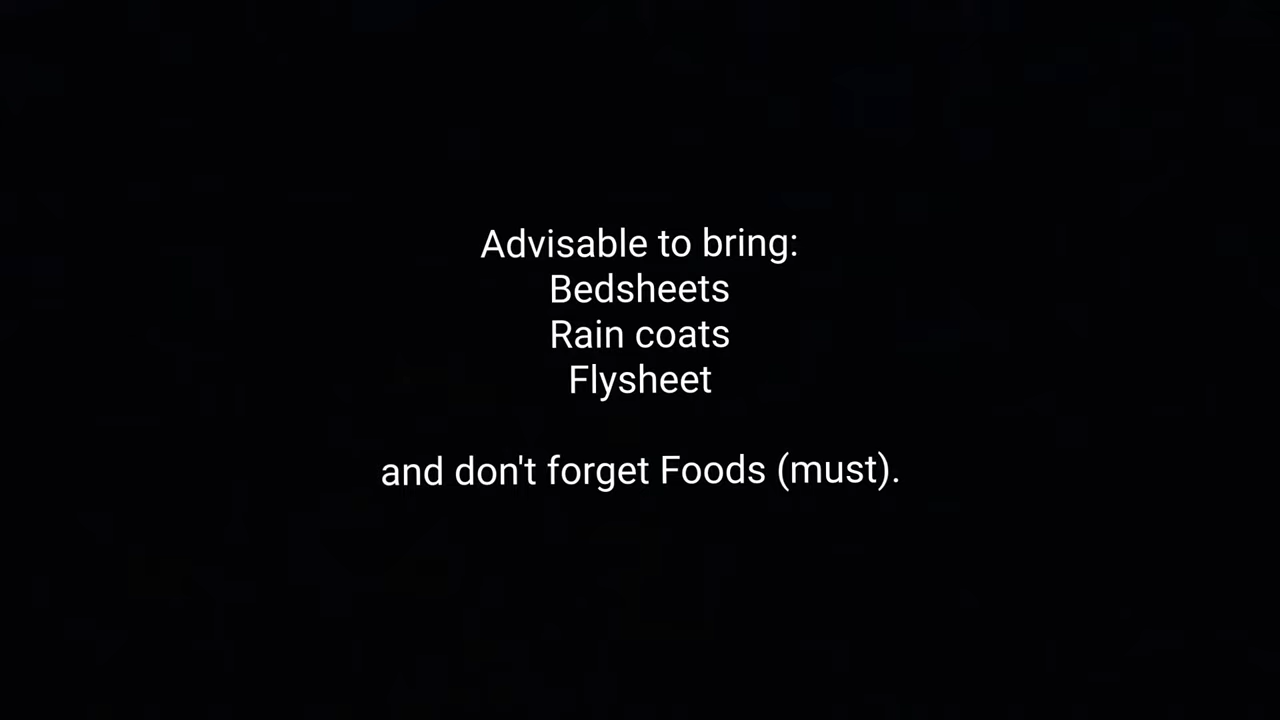 Advisable to bring:
Bedsheets
Rain coats
Flysheet
and don't forget Foods (must).